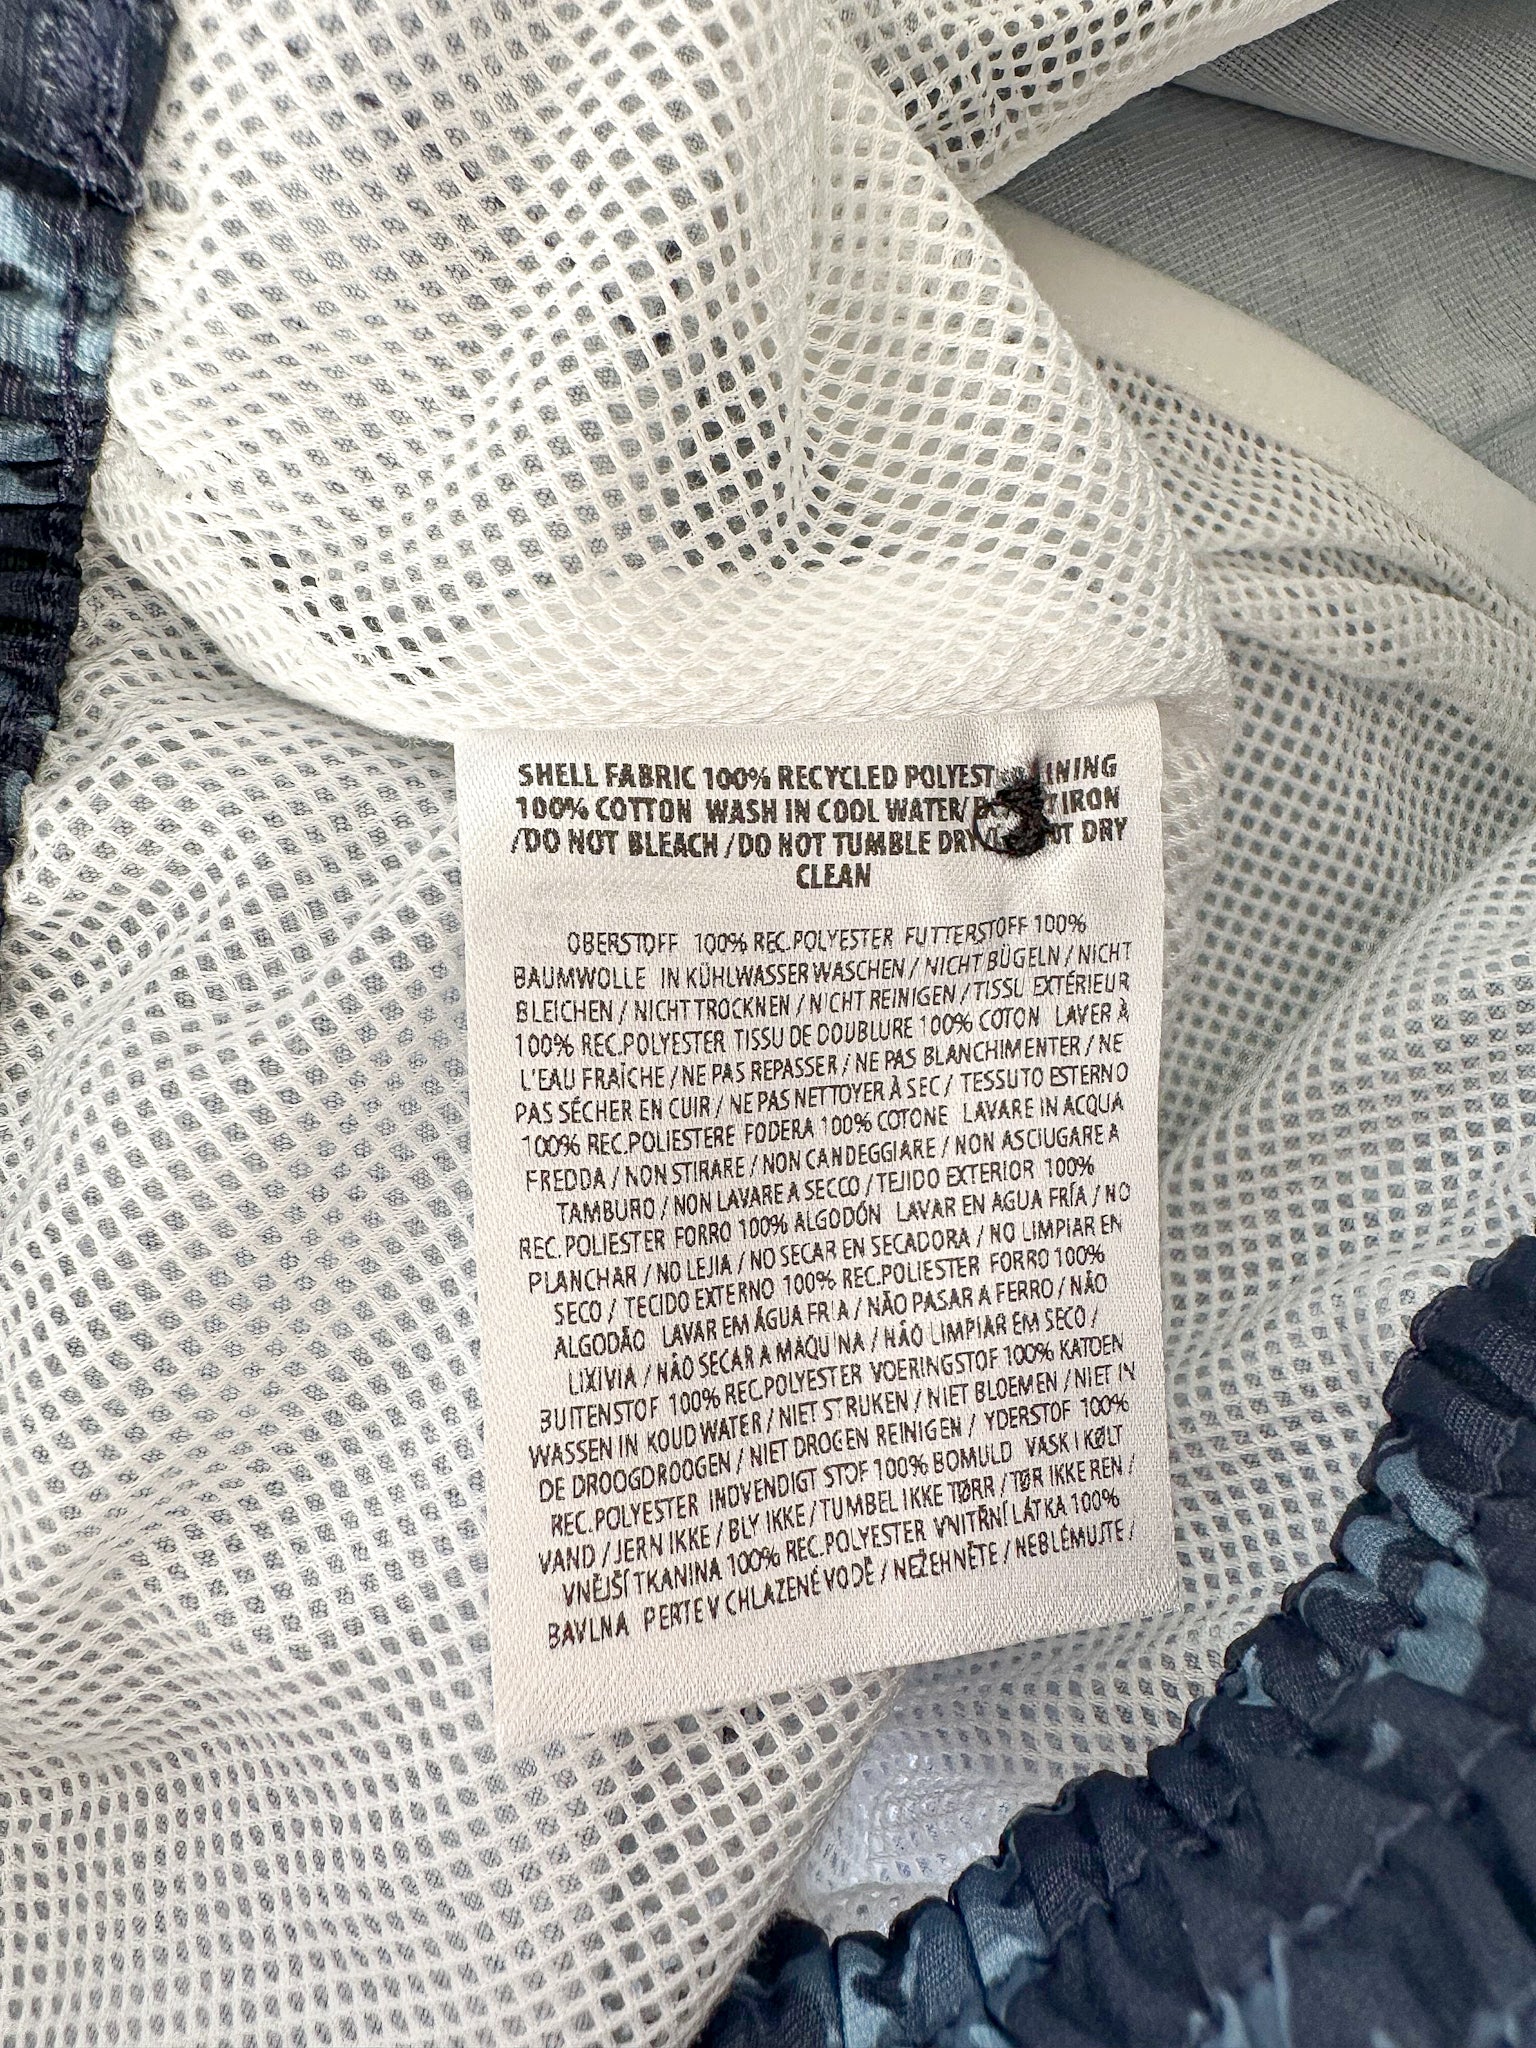 SHELL FABRIC 100% RECYCLED POLYEST INING
100% COTTON WASH IN COOL WATER/ IRON
/DO NOT BLEACH /DO NOT TUMBLE DRY OT DRY
CLEAN
OBERSTOFF 100% REC.POLYESTER FUTTERSTOFF 100%
BAUMWOLLE IN KÜHLWASSER WASCHEN / NICHT BÜGELN / NICHT
BLEICHEN / NICHT TROCKNEN / NICHT REINIGEN / TISSU EXTÉRIEUR
100% REC.POLYESTER TISSU DE DOUBLURE 100% COTON LAVER À
L'EAU FRAÎCHE / NE PAS REPASSER / NE PAS BLANCHIMENTER / NE
PAS SÉCHER EN CUIR / NE PAS NETTOYER À SEC / TESSUTO ESTERNO
100% REC.POLIESTERE FODERA 100% COTONE LAVARE IN ACQUA
FREDDA / NON STIRARE / NON CANDEGGIARE / NON ASCIUGARE A
TAMBURO / NON LAVARE A SECCO / TEJIDO EXTERIOR 100%
REC.POLIESTER FORRO 100% ALGODÓN LAVAR EN AGUA FRÍA / NO
PLANCHAR / NO LEJIA / NO SECAR EN SECADORA / NO LIMPIAR EN
SECO / TECIDO EXTERNO 100% REC.POLIESTER FORRO 100%
ALGODÃO LAVAR EM ÁGUA FRIA / NÃO PASAR A FERRO / NÃO
LIXIVIA / NÃO SECAR A MAQUINA / NÃO LIMPIAR EM SECO /
BUITENSTOF 100% REC.POLYESTER VOERINGSTOF 100% KATOEN
WASSEN IN KOUD WATER / NIET STRUKEN / NIET BLOEMEN / NIET IN
DE DROOGDROOGEN / NIET DROGEN REINIGEN / YDERSTOF 100%
REC.POLYESTER INDVENDIGT STOF 100% BOMULD VASK I KØLT
VAND / JERN IKKE / BLY IKKE / TUMBEL IKKE TØRR / TØR IKKE REN /
VNĚJŠÍ TKANINA 100% REC.POLYESTER VNITŘNÍ LÁTKA 100%
BAVLNA PERTE V CHLAZENÉ VODĚ / NEŽEHNĚTE / NEBLÉMUJTE /